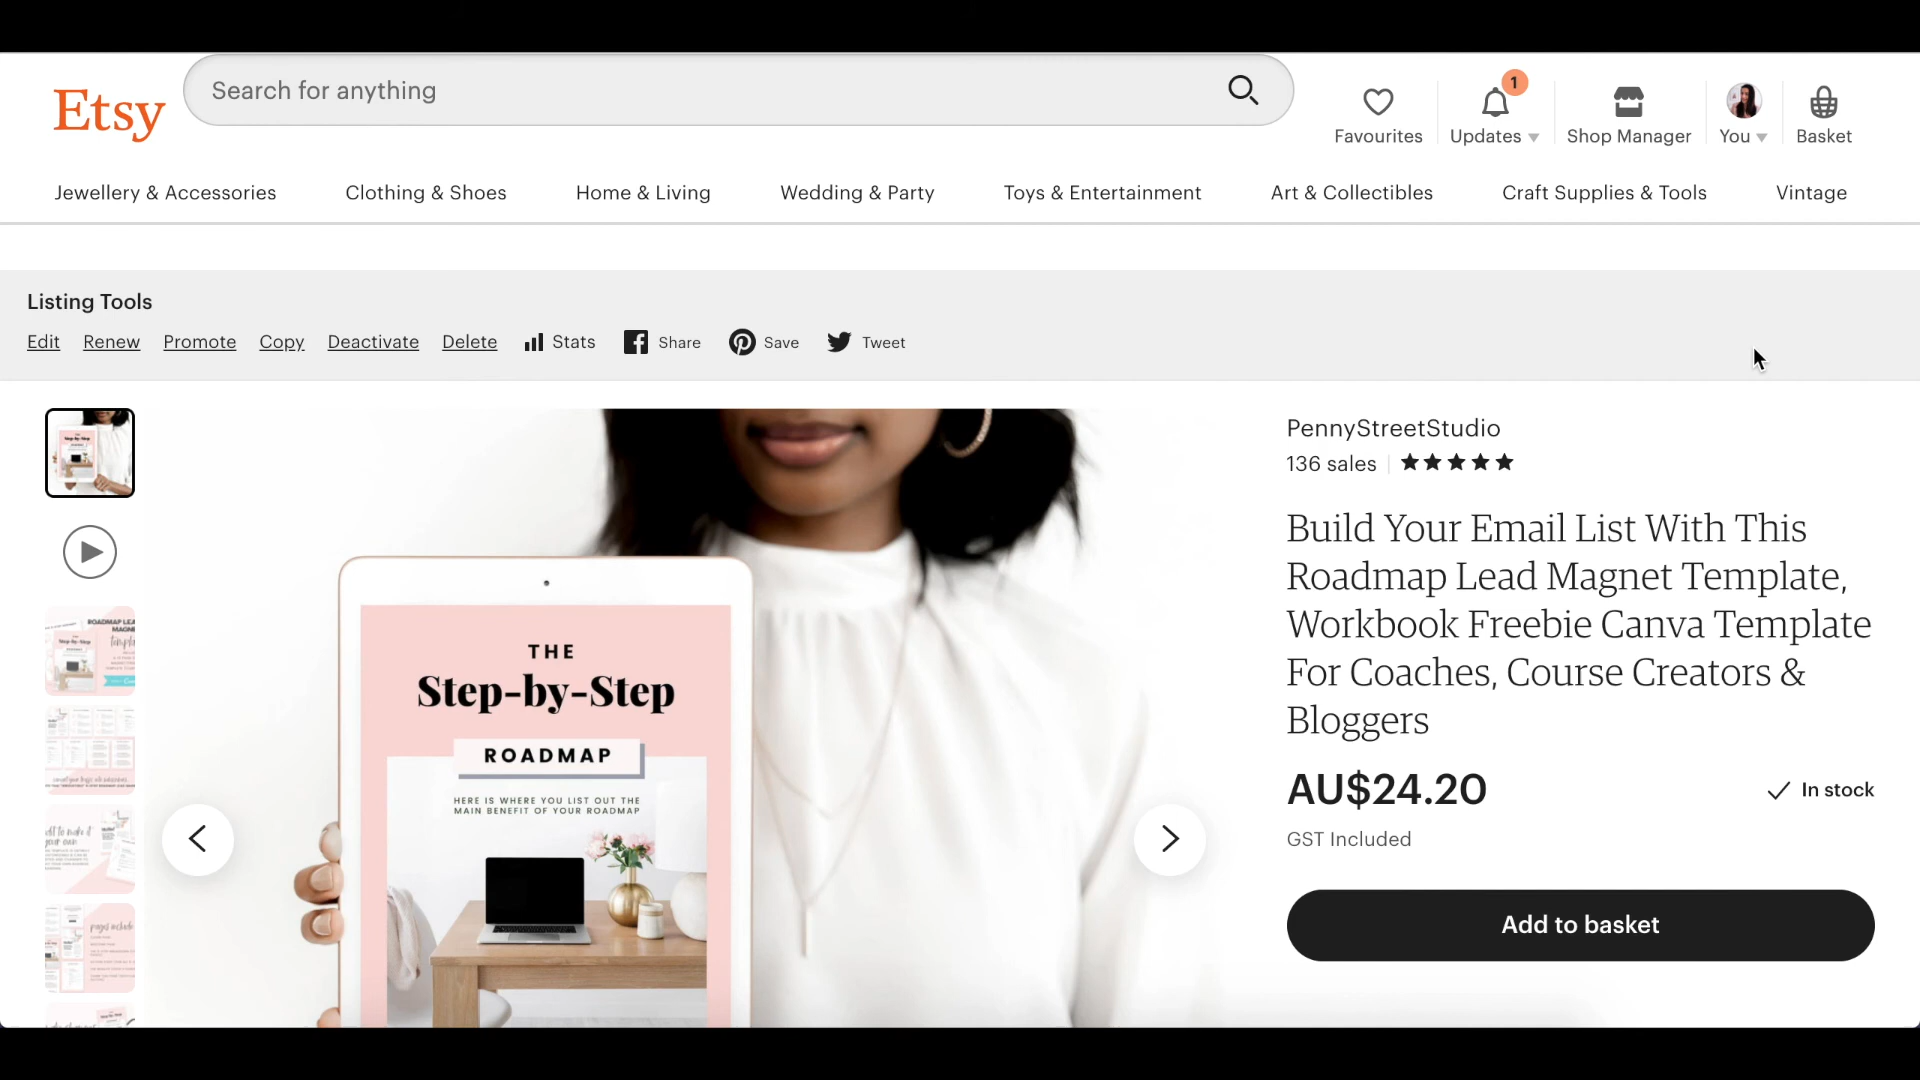 Etsy
Search for anything
Favourites
1
Updates
Shop Manager
You
Basket
Jewellery & Accessories
Clothing & Shoes
Home & Living
Wedding & Party
Toys & Entertainment
Art & Collectibles
Craft Supplies & Tools
Vintage
Listing Tools
Edit
Renew
Promote
Copy
Deactivate
Delete
Stats
Share
Save
Tweet
THE
Step-by-Step
ROADMAP
HERE IS WHERE YOU LIST OUT THE
MAIN BENEFIT OF YOUR ROADMAP
PennyStreetStudio
136 sales
Build Your Email List With This
Roadmap Lead Magnet Template,
Workbook Freebie Canva Template
For Coaches, Course Creators &
Bloggers
AU$24.20
In stock
GST Included
Add to basket